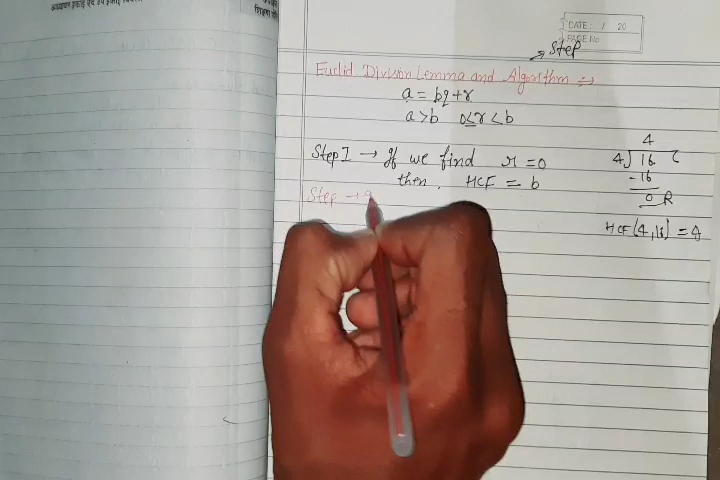 DATE: / 20
PAGE No
Step
Euclid Division Lemma and Algorithm :→
a = bq+r
a>b 0≤r<b
Step I → If we find r = 0
then, HCF = b
Step →
4
4) 16 (
-16
0 R
HCF(4,16) = 4